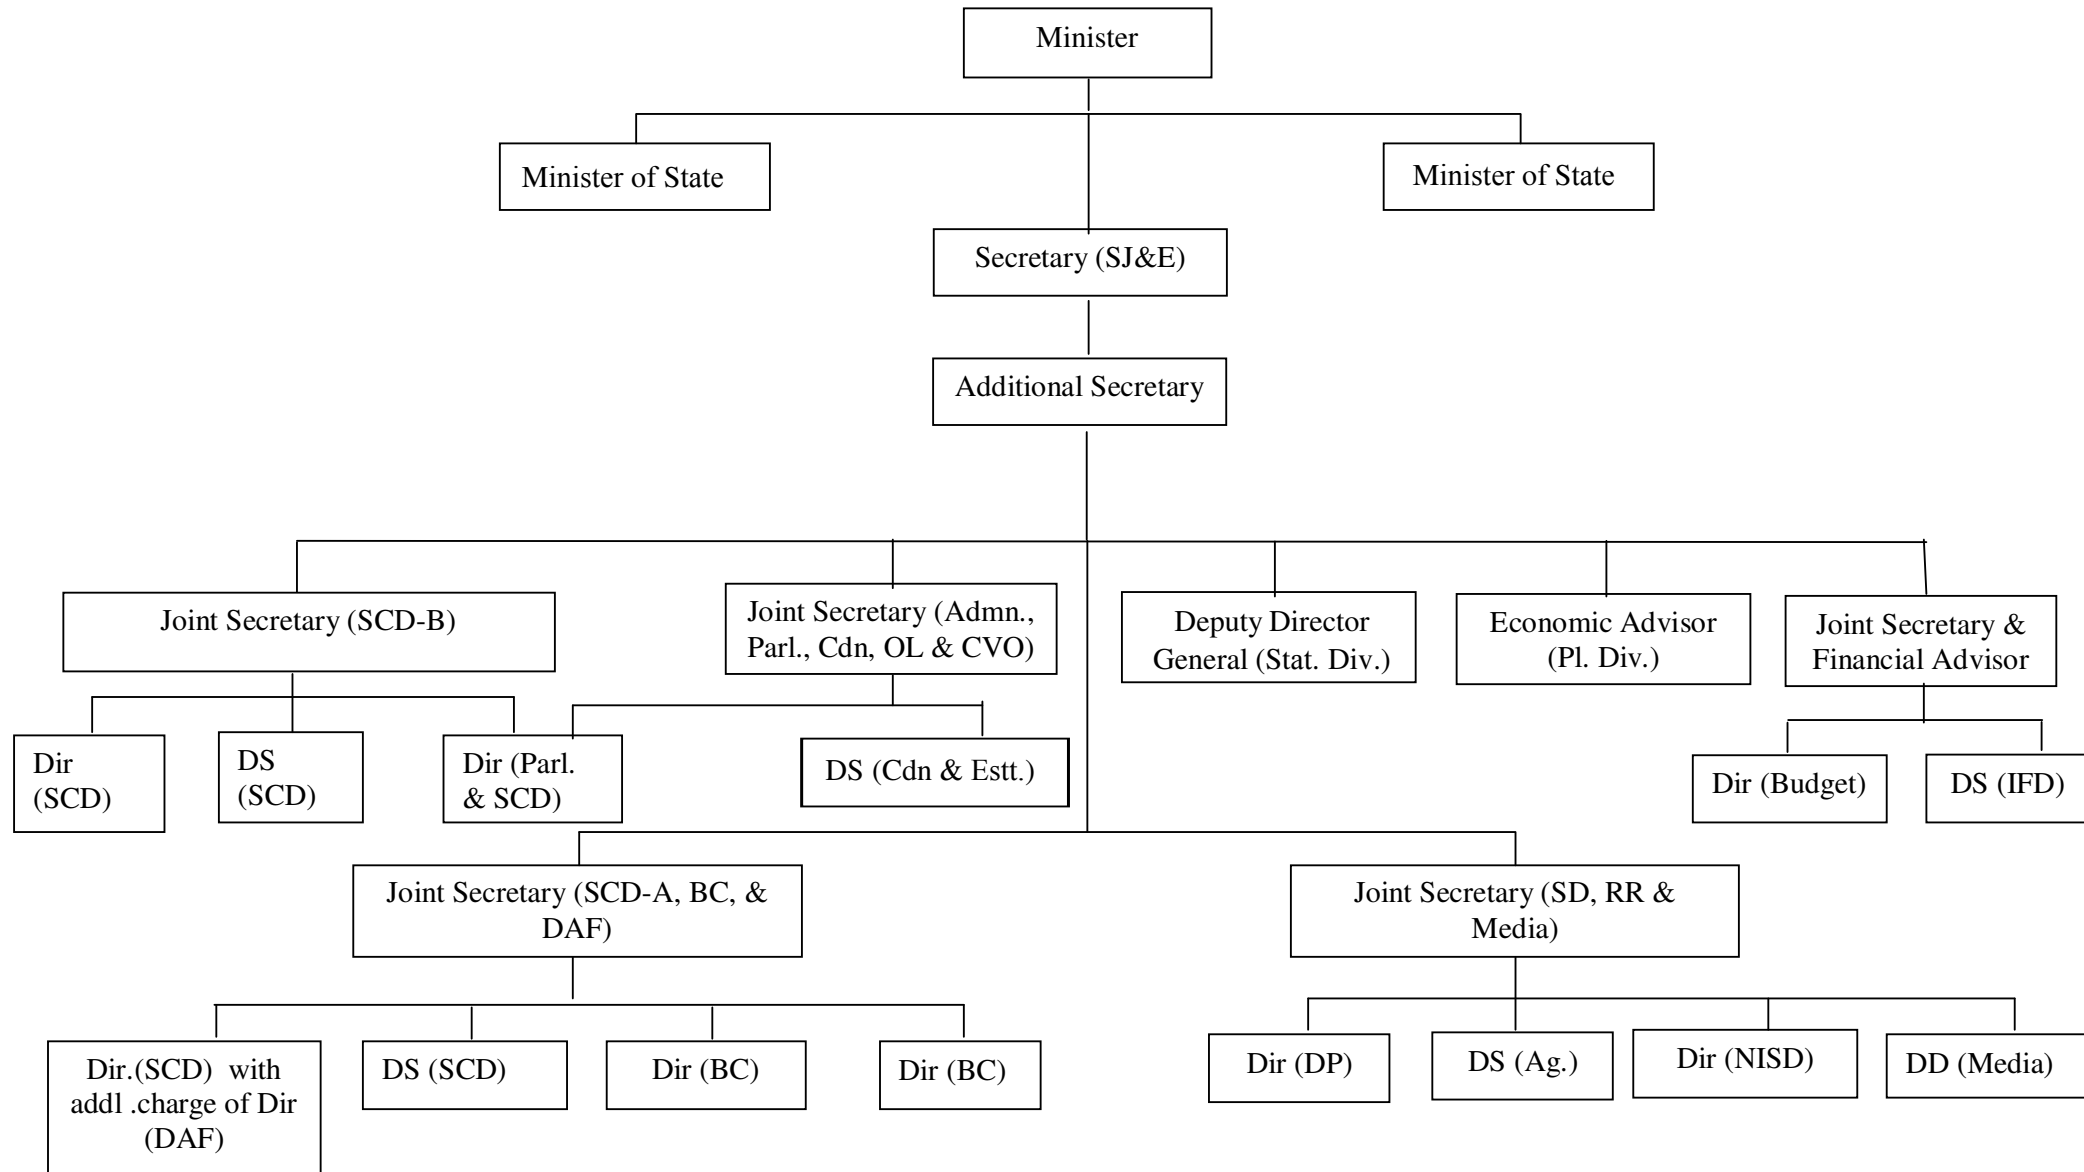 Minister
Minister of State
Minister of State
Secretary (SJ&E)
Additional Secretary
Joint Secretary (SCD-B)
Joint Secretary (Admn.,
Parl., Cdn, OL & CVO)
Deputy Director
General (Stat. Div.)
Economic Advisor
(Pl. Div.)
Joint Secretary &
Financial Advisor
Dir
(SCD)
DS
(SCD)
Dir (Parl.
& SCD)
DS (Cdn & Estt.)
Dir (Budget)
DS (IFD)
Joint Secretary (SCD-A, BC, &
DAF)
Joint Secretary (SD, RR &
Media)
Dir.(SCD)  with
addl .charge of Dir
(DAF)
DS (SCD)
Dir (BC)
Dir (BC)
Dir (DP)
DS (Ag.)
Dir (NISD)
DD (Media)